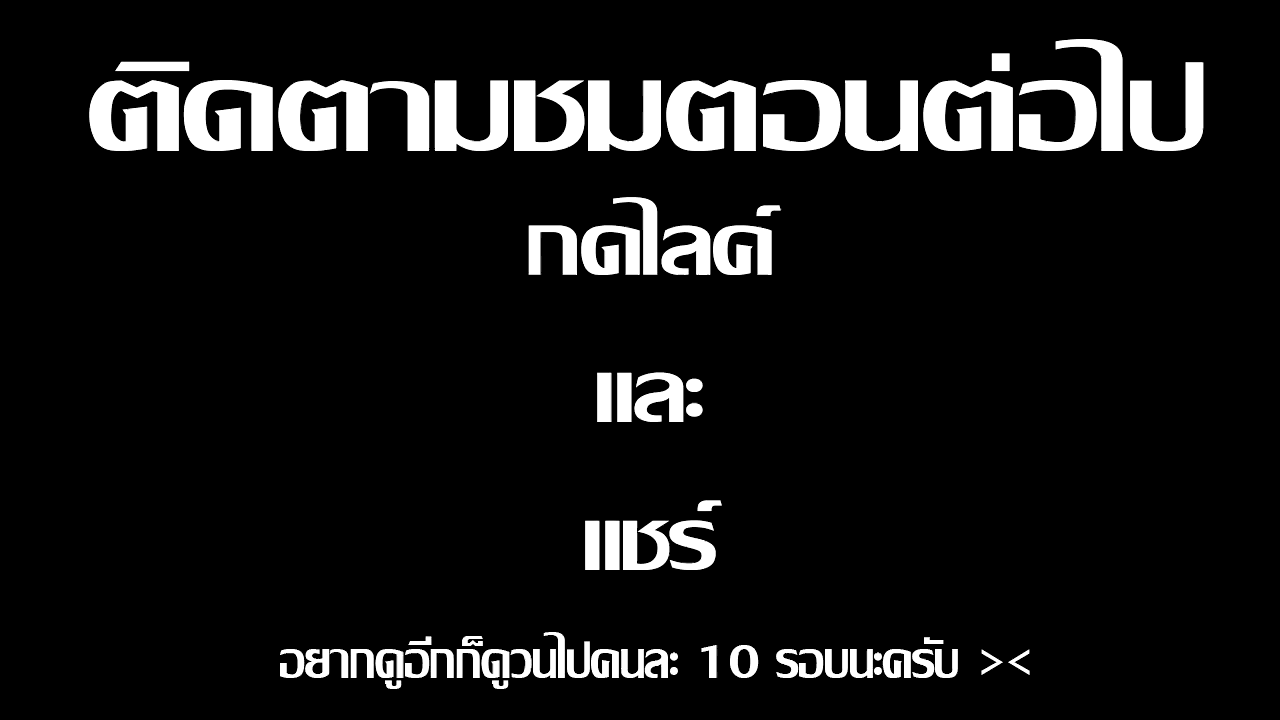 ติดตามชมตอนต่อไป
กดไลค์
และ
แชร์
อยากดูอีกก็ดูวนไปคนละ 10 รอบนะครับ ><